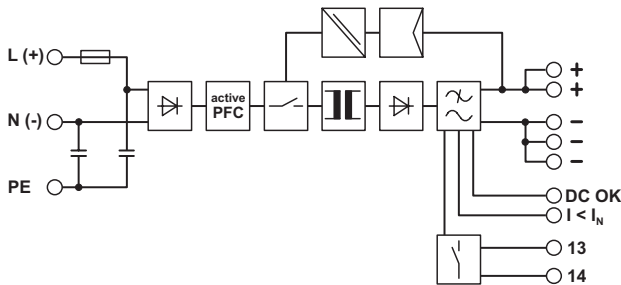 L (+)
N (-)
PE
active
PFC
+
+
–
–
–
DC OK
I < IN
13
14